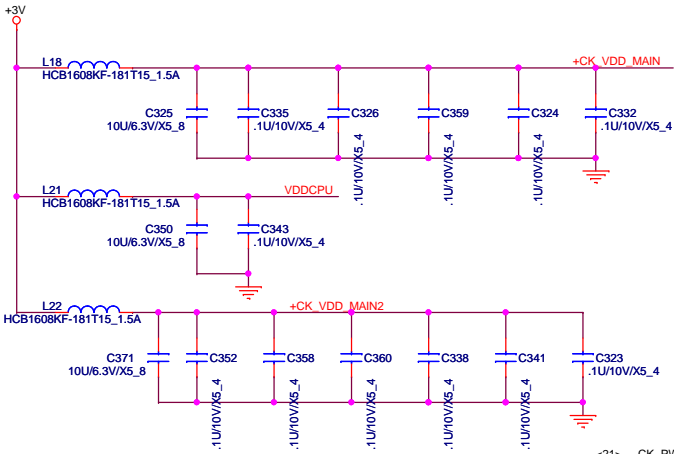 +3V
L18
HCB1608KF-181T15_1.5A
+CK_VDD_MAIN
C325
10U/6.3V/X5_8
C335
.1U/10V/X5_4
C326
.1U/10V/X5_4
C359
.1U/10V/X5_4
C324
.1U/10V/X5_4
C332
.1U/10V/X5_4
L21
HCB1608KF-181T15_1.5A
VDDCPU
C350
10U/6.3V/X5_8
C343
.1U/10V/X5_4
L22
HCB1608KF-181T15_1.5A
+CK_VDD_MAIN2
C371
10U/6.3V/X5_8
C352
.1U/10V/X5_4
C358
.1U/10V/X5_4
C360
.1U/10V/X5_4
C338
.1U/10V/X5_4
C341
.1U/10V/X5_4
C323
.1U/10V/X5_4